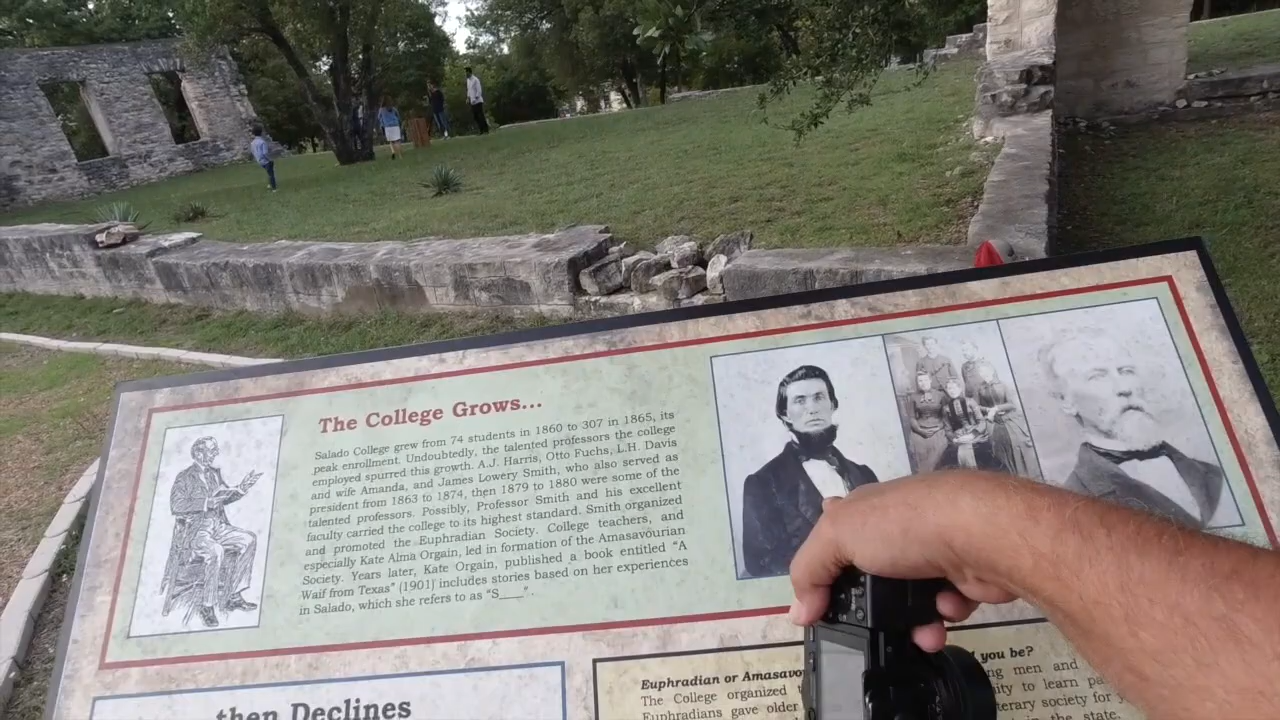 The College Grows...
Salado College grew from 74 students in 1860 to 307 in 1865, its
peak enrollment. Undoubtedly, the talented professors the college
employed spurred this growth. A.J. Harris, Otto Fuchs, L.H. Davis
and wife Amanda, and James Lowery Smith, who also served as
president from 1863 to 1874, then 1879 to 1880 were some of the
talented professors. Possibly, Professor Smith and his excellent
faculty carried the college to its highest standard. Smith organized
and promoted the Euphradian Society. College teachers, and
especially Kate Alma Orgain, led in formation of the Amasavourian
Society. Years later, Kate Orgain, published a book entitled “A
Waif from Texas” (1901] includes stories based on her experiences
in Salado, which she refers to as “S___”.
then Declines
Euphradian or Amasavo
The College organized
Euphradians gave older
you be?
ng men and
ity to learn pa
terary society for
in the state.